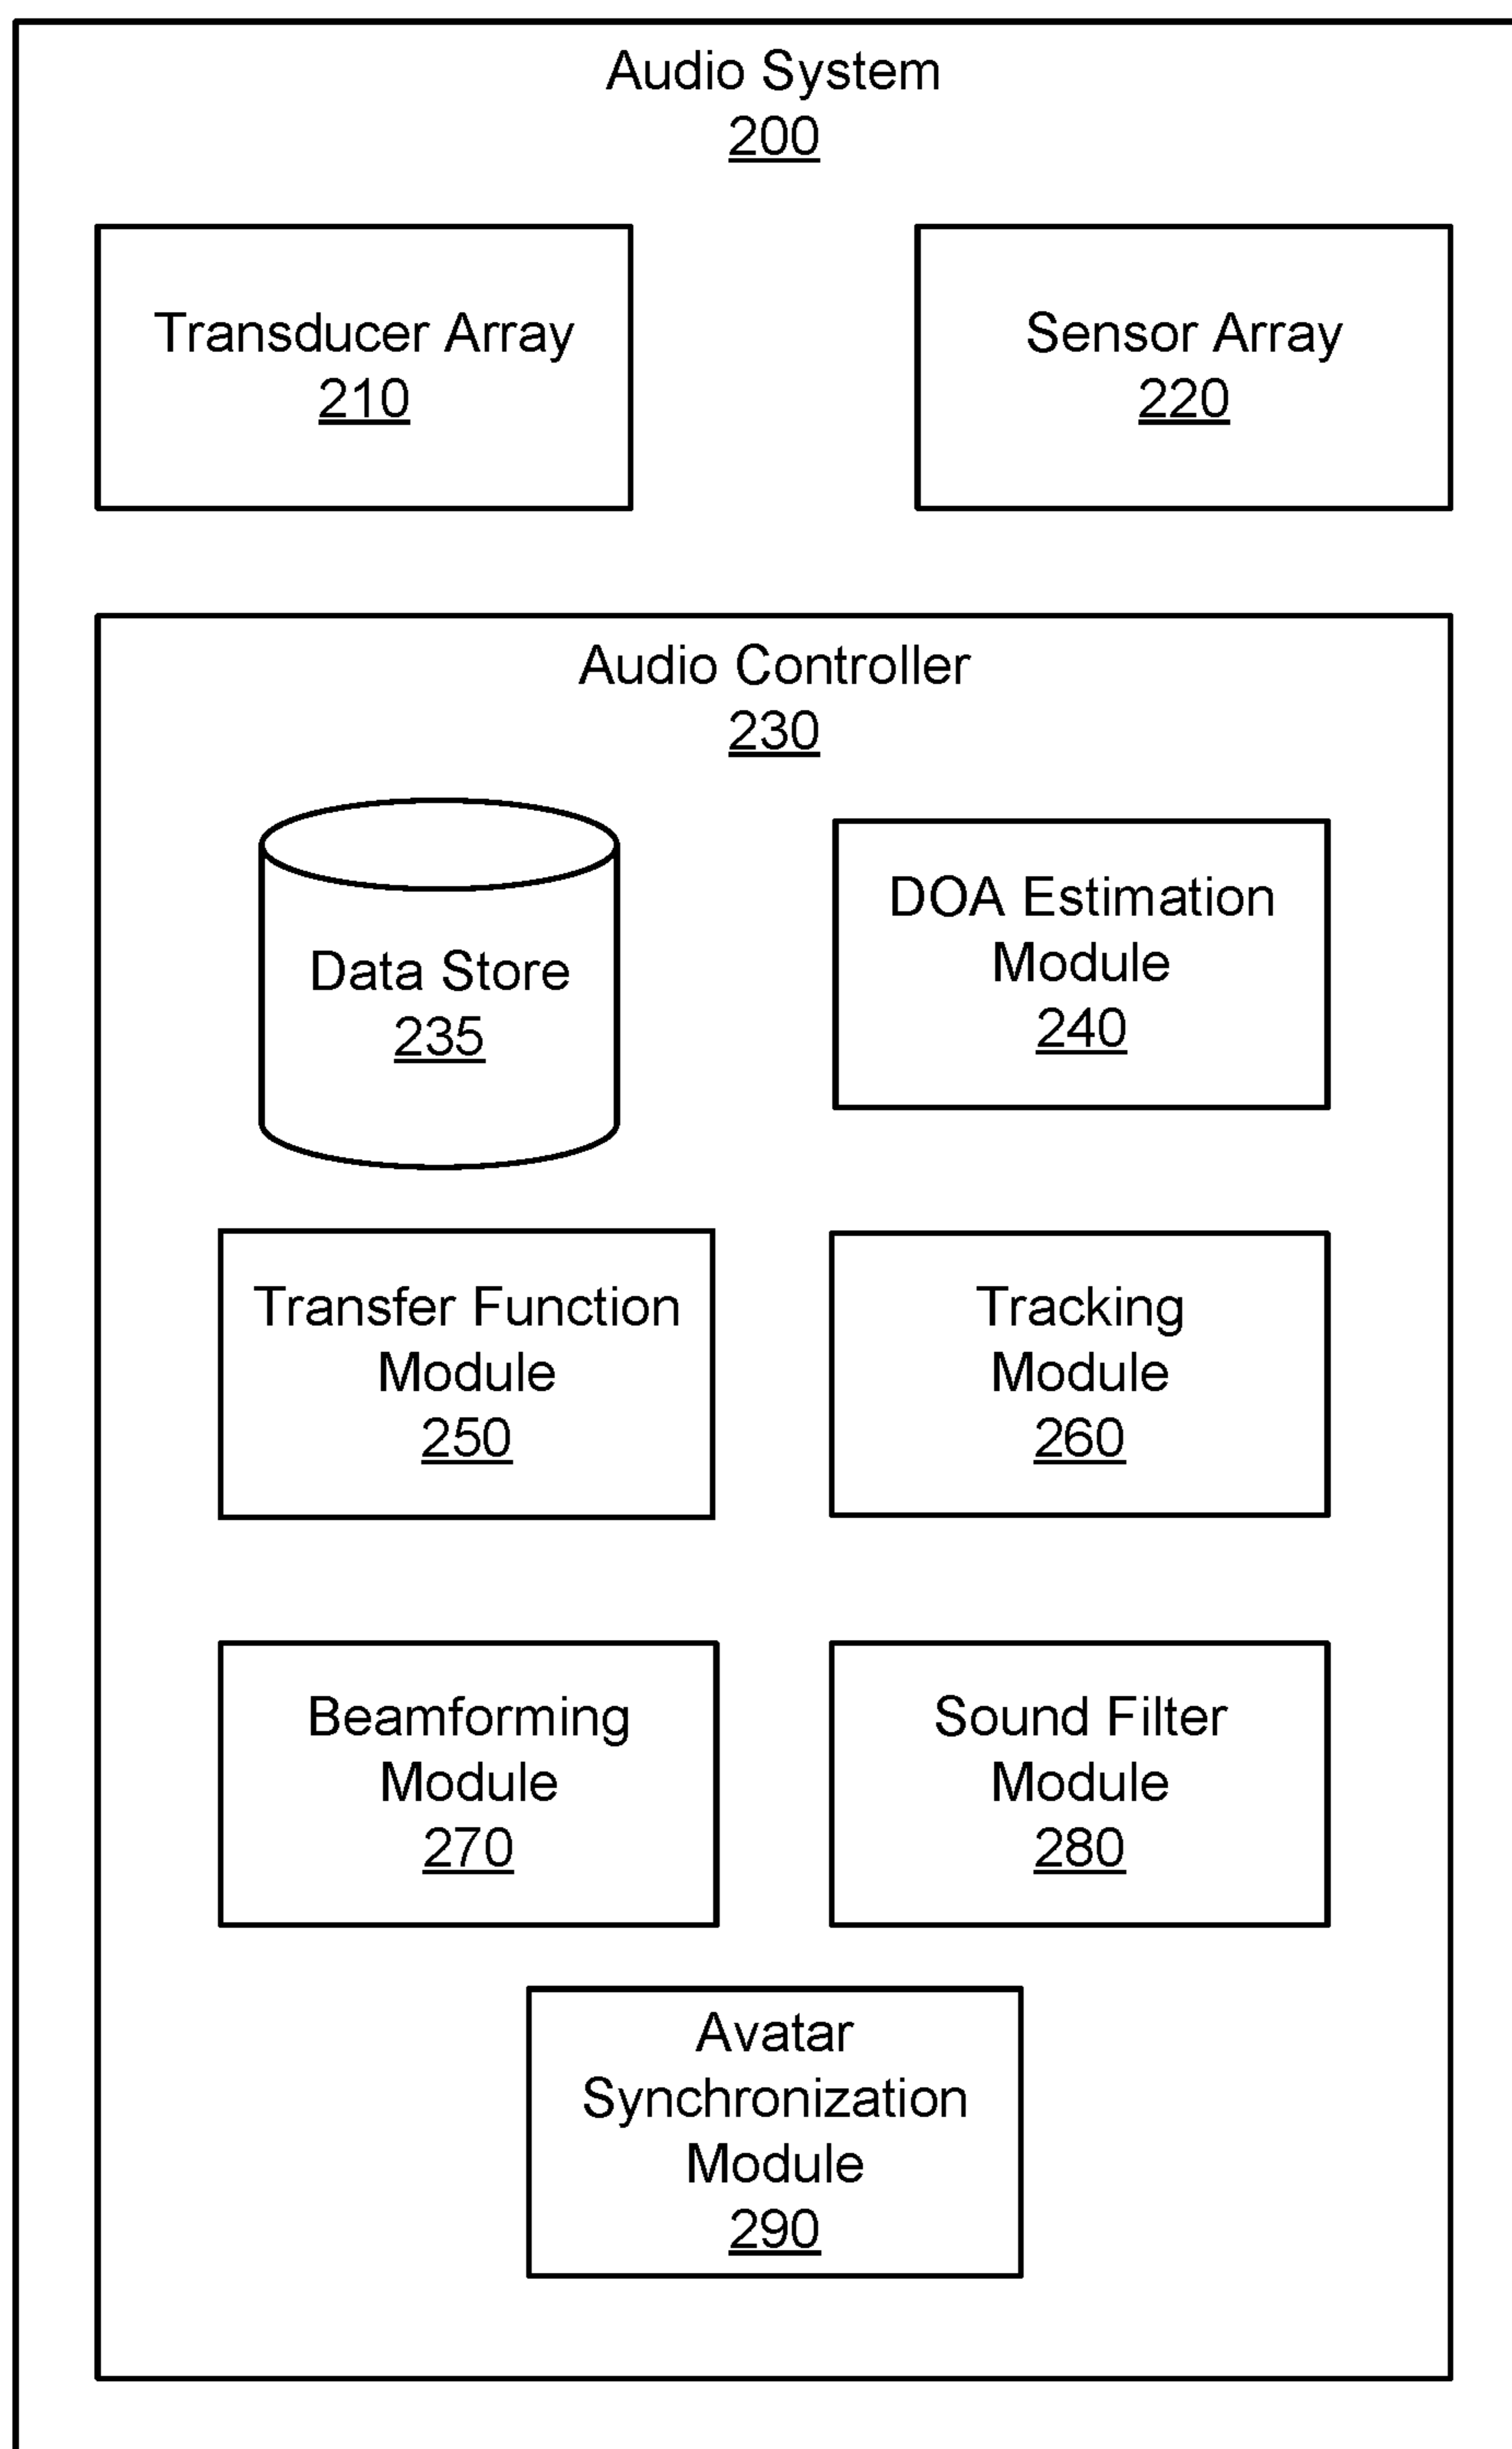 Audio System
200
Transducer Array
210
Sensor Array
220
Audio Controller
230
Data Store
235
DOA Estimation
Module
240
Transfer Function
Module
250
Tracking
Module
260
Beamforming
Module
270
Sound Filter
Module
280
Avatar
Synchronization
Module
290